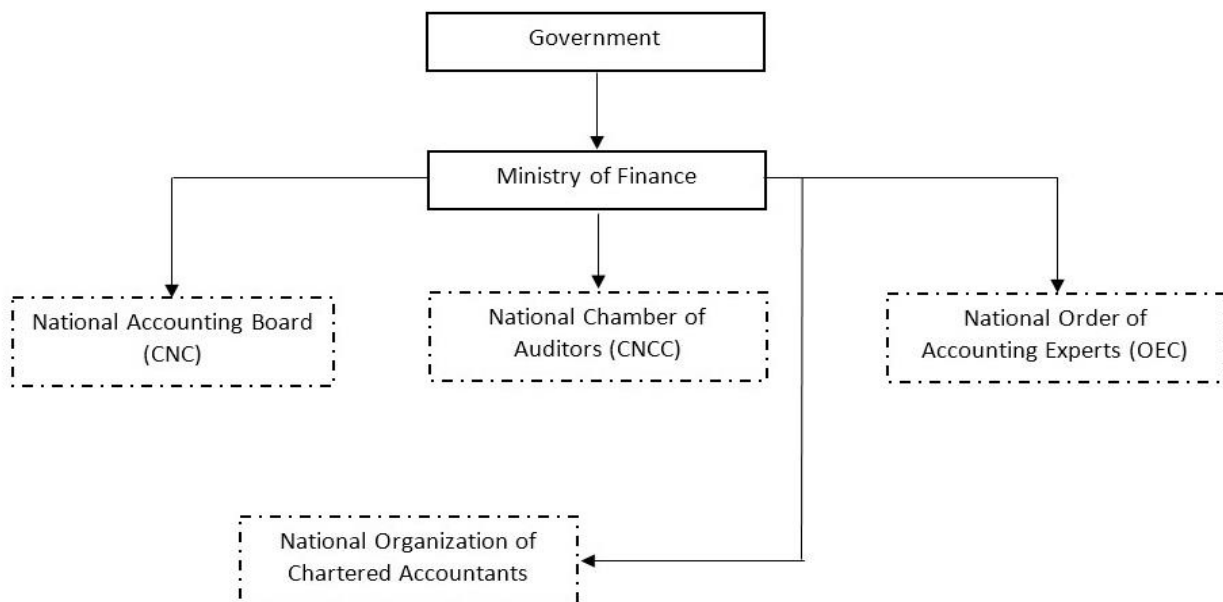 Government
Ministry of Finance
National Accounting Board
(CNC)
National Chamber of
Auditors (CNCC)
National Order of
Accounting Experts (OEC)
National Organization of
Chartered Accountants